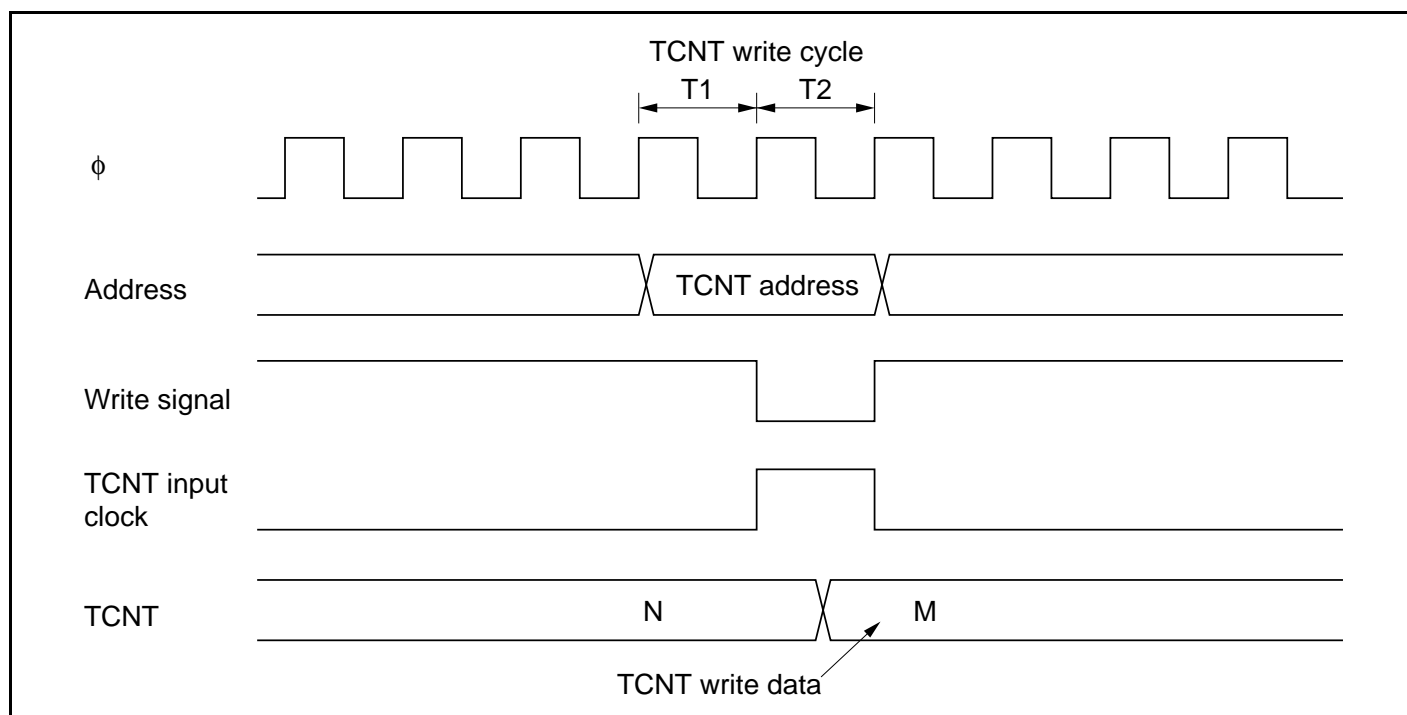 TCNT write cycle
T1 T2
ϕ
Address
TCNT address
Write signal
TCNT input
clock
TCNT
N M
TCNT write data